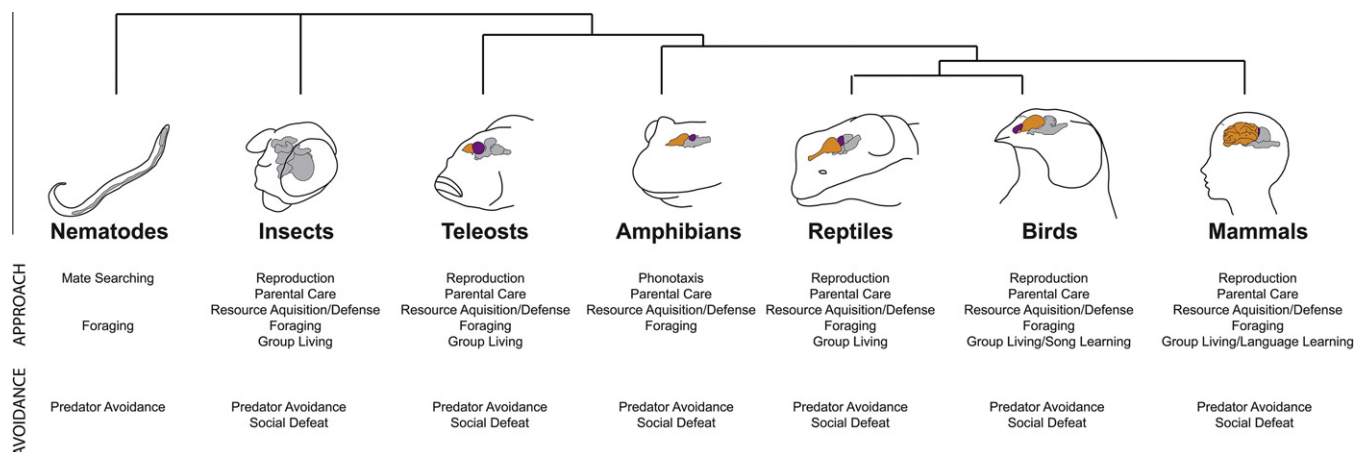 Nematodes
Insects
Teleosts
Amphibians
Reptiles
Birds
Mammals
APPROACH
Mate Searching
Reproduction
Reproduction
Phonotaxis
Reproduction
Reproduction
Reproduction
Parental Care
Parental Care
Parental Care
Parental Care
Parental Care
Parental Care
Resource Aquisition/Defense
Resource Aquisition/Defense
Resource Aquisition/Defense
Resource Aquisition/Defense
Resource Aquisition/Defense
Resource Aquisition/Defense
Foraging
Foraging
Foraging
Foraging
Foraging
Foraging
Foraging
Group Living
Group Living
Group Living
Group Living/Song Learning
Group Living/Language Learning
AVOIDANCE
Predator Avoidance
Predator Avoidance
Predator Avoidance
Predator Avoidance
Predator Avoidance
Predator Avoidance
Predator Avoidance
Social Defeat
Social Defeat
Social Defeat
Social Defeat
Social Defeat
Social Defeat